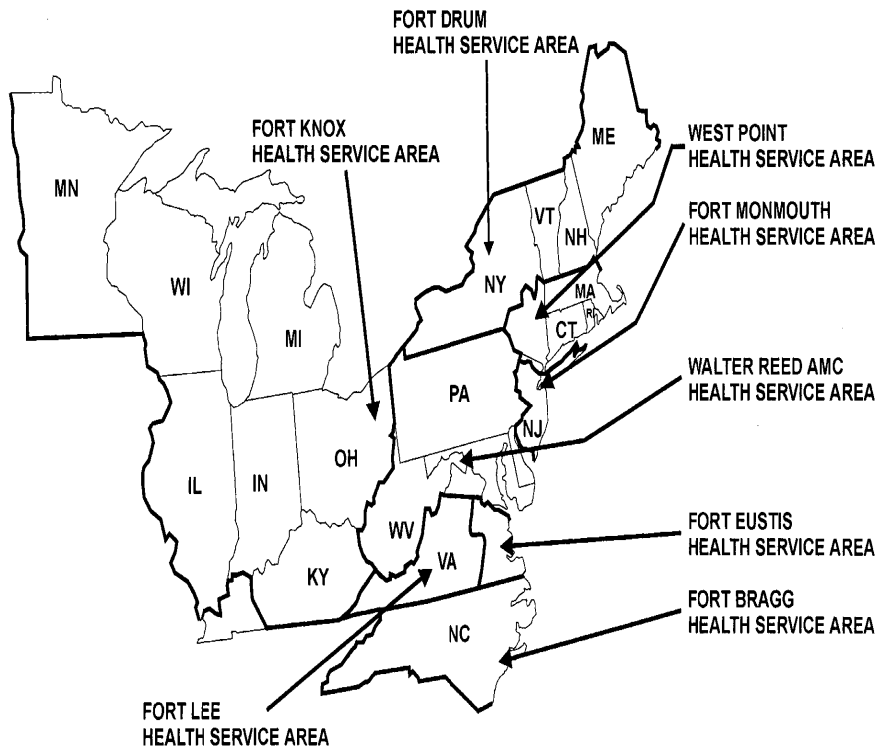 FORT DRUM
HEALTH SERVICE AREA
FORT KNOX
HEALTH SERVICE AREA
WEST POINT
HEALTH SERVICE AREA
FORT MONMOUTH
HEALTH SERVICE AREA
ME
MN
VT
NH
WI
NY
MA
RI
CT
MI
WALTER REED AMC
HEALTH SERVICE AREA
PA
NJ
OH
IL
IN
WV
FORT EUSTIS
HEALTH SERVICE AREA
VA
KY
FORT BRAGG
HEALTH SERVICE AREA
NC
FORT LEE
HEALTH SERVICE AREA